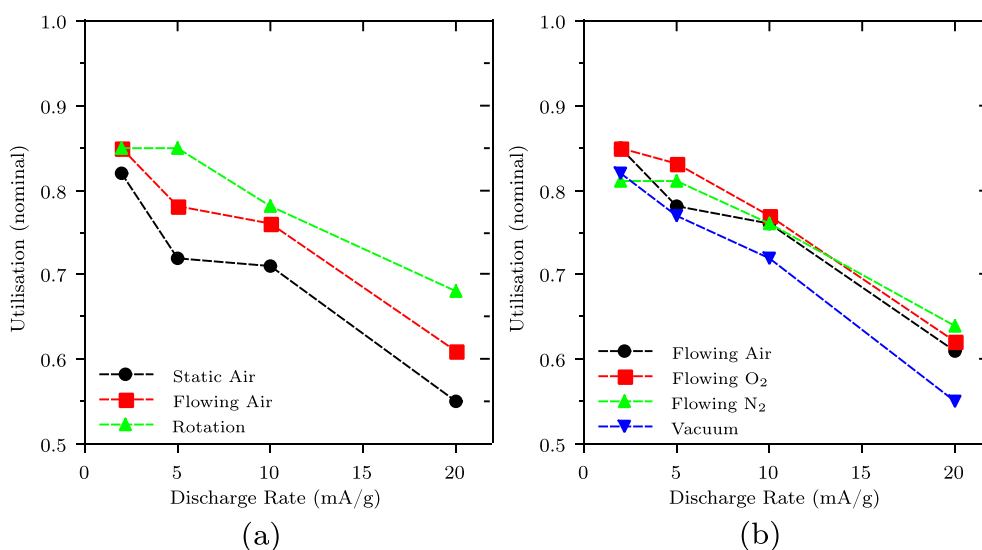 1.0
0.9
0.8
0.7
0.6
0.5
Utilisation (nominal)
Static Air
Flowing Air
Rotation
0 5 10 15 20
Discharge Rate (mA/g)
(a)
1.0
0.9
0.8
0.7
0.6
0.5
Utilisation (nominal)
Flowing Air
Flowing O₂
Flowing N₂
Vacuum
0 5 10 15 20
Discharge Rate (mA/g)
(b)